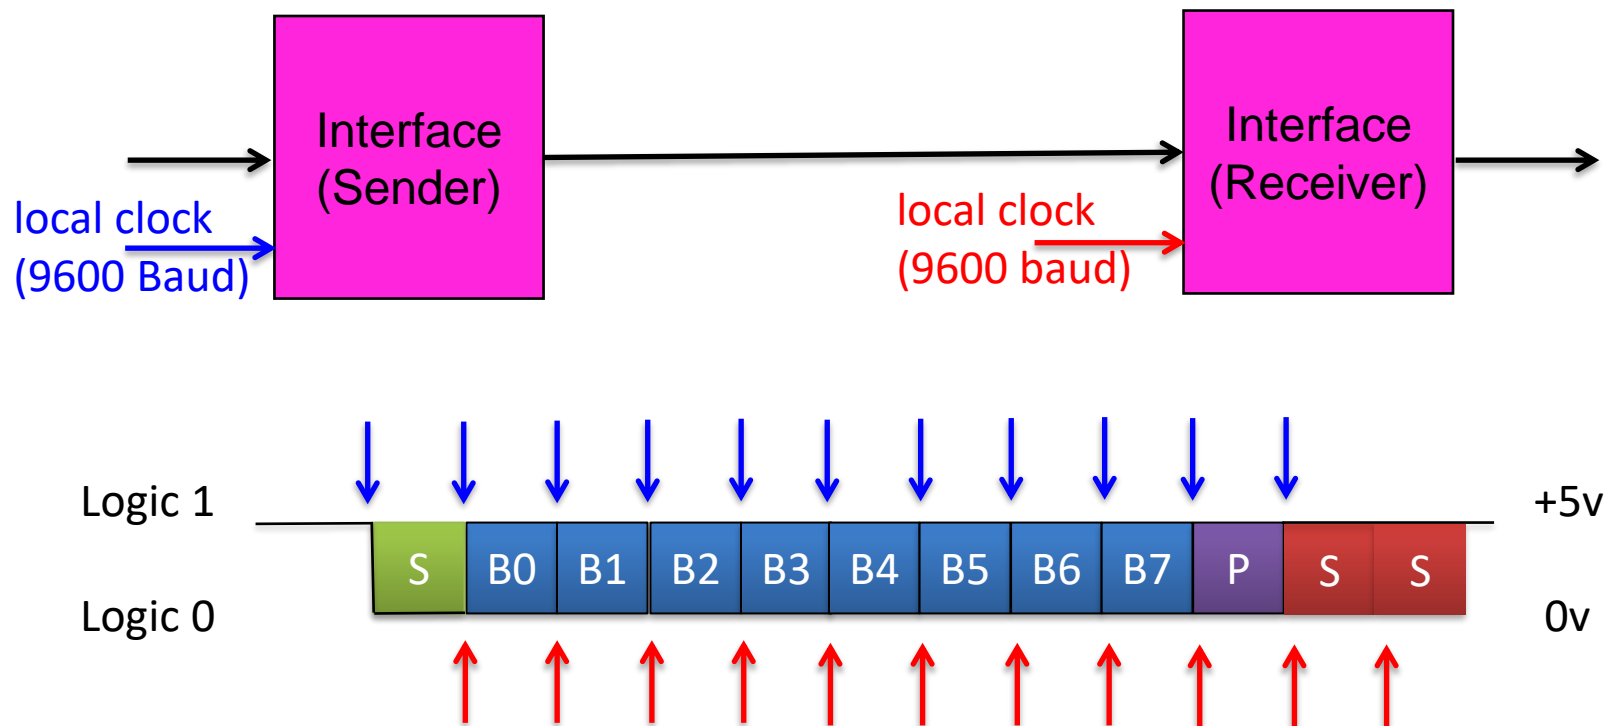 Interface
(Sender)
Interface
(Receiver)
local clock
(9600 Baud)
local clock
(9600 baud)
Logic 1
+5v
S B0 B1 B2 B3 B4 B5 B6 B7 P S S
Logic 0
0v